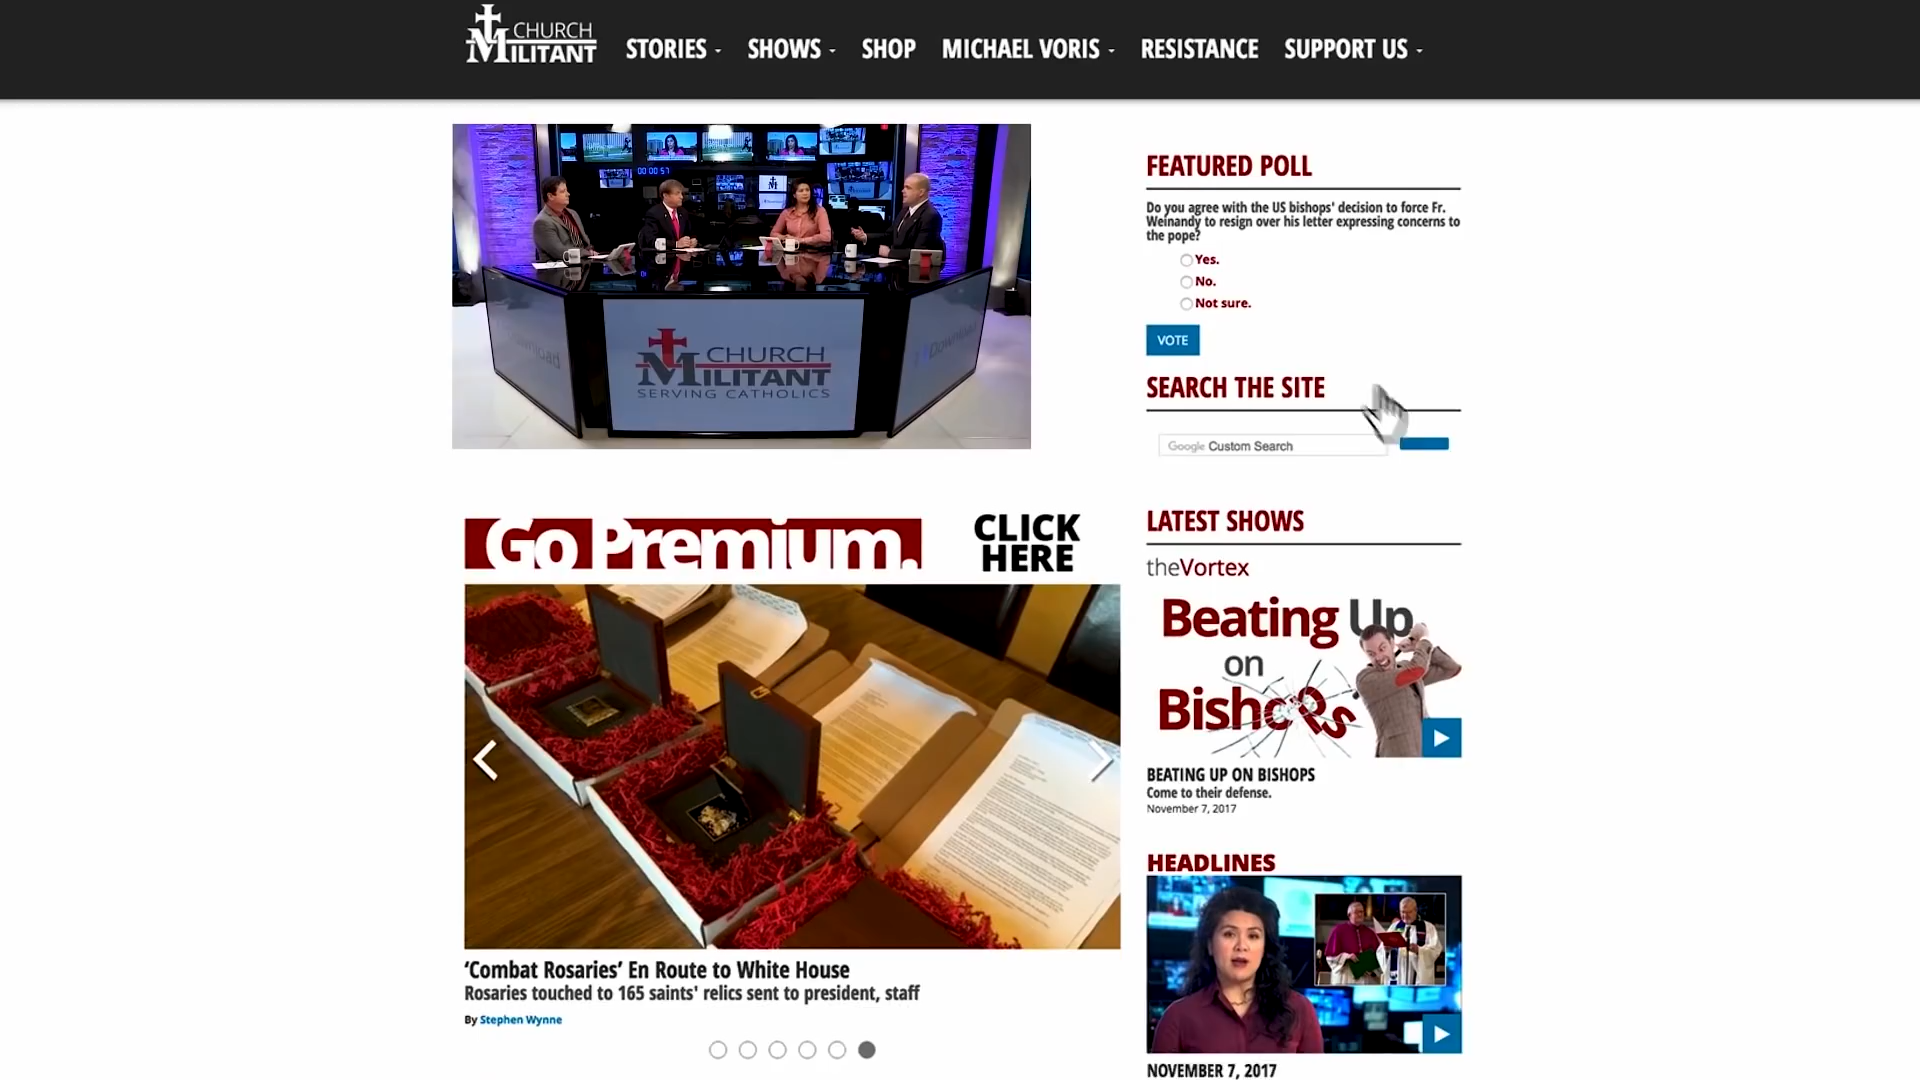 CHURCH
MILITANT
STORIES
SHOWS
SHOP
MICHAEL VORIS
RESISTANCE
SUPPORT US
00:00:57
CHURCH
MILITANT
SERVING CATHOLICS
FEATURED POLL
Do you agree with the US bishops' decision to force Fr.
Weinandy to resign over his letter expressing concerns to
the pope?
Yes.
No.
Not sure.
VOTE
SEARCH THE SITE
Google Custom Search
Go Premium.
CLICK
HERE
‘Combat Rosaries’ En Route to White House
Rosaries touched to 165 saints' relics sent to president, staff
By Stephen Wynne
LATEST SHOWS
theVortex
Beating Up
on
Bishops
BEATING UP ON BISHOPS
Come to their defense.
November 7, 2017
HEADLINES
NOVEMBER 7, 2017